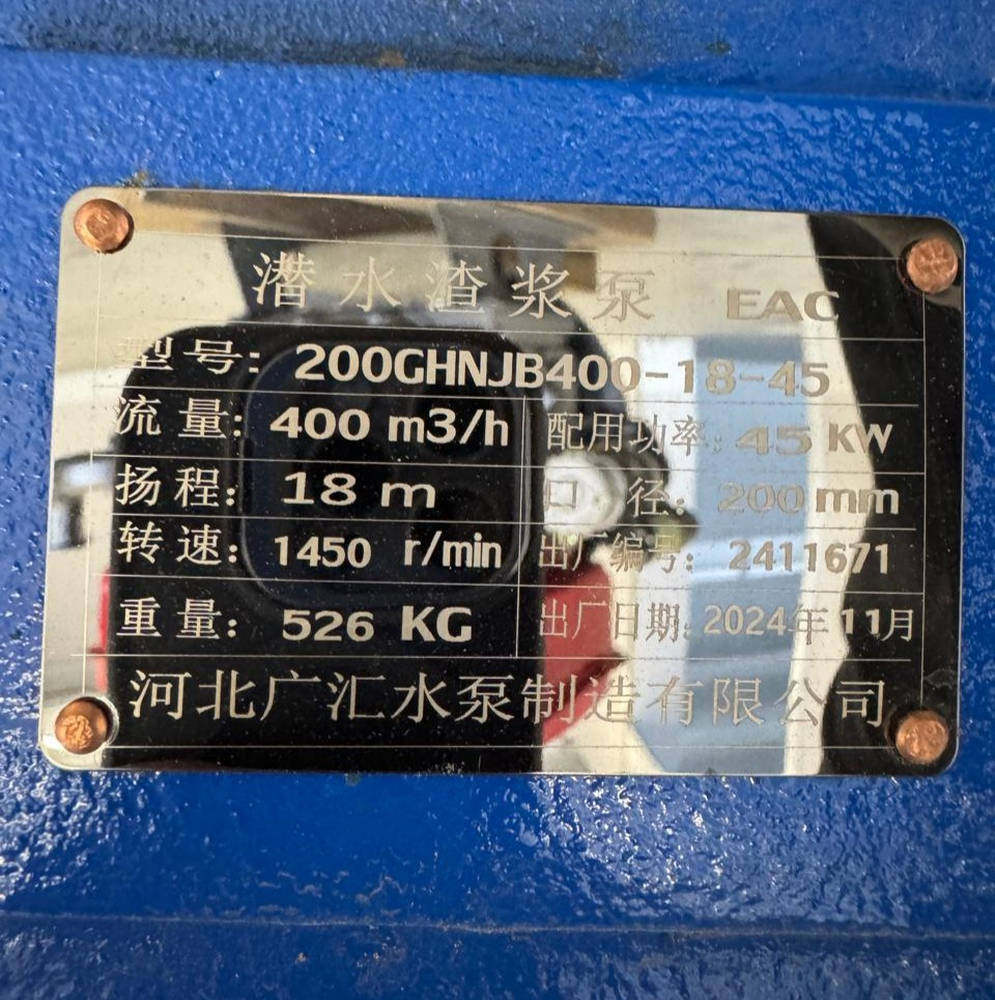 潜水渣浆泵 EAC
型号: 200GHNJB400-18-45
流量: 400 m3/h 配用功率: 45 KW
扬程: 18 m 口径: 200 mm
转速: 1450 r/min 出厂编号: 2411671
重量: 526 KG 出厂日期: 2024年11月
河北广汇水泵制造有限公司